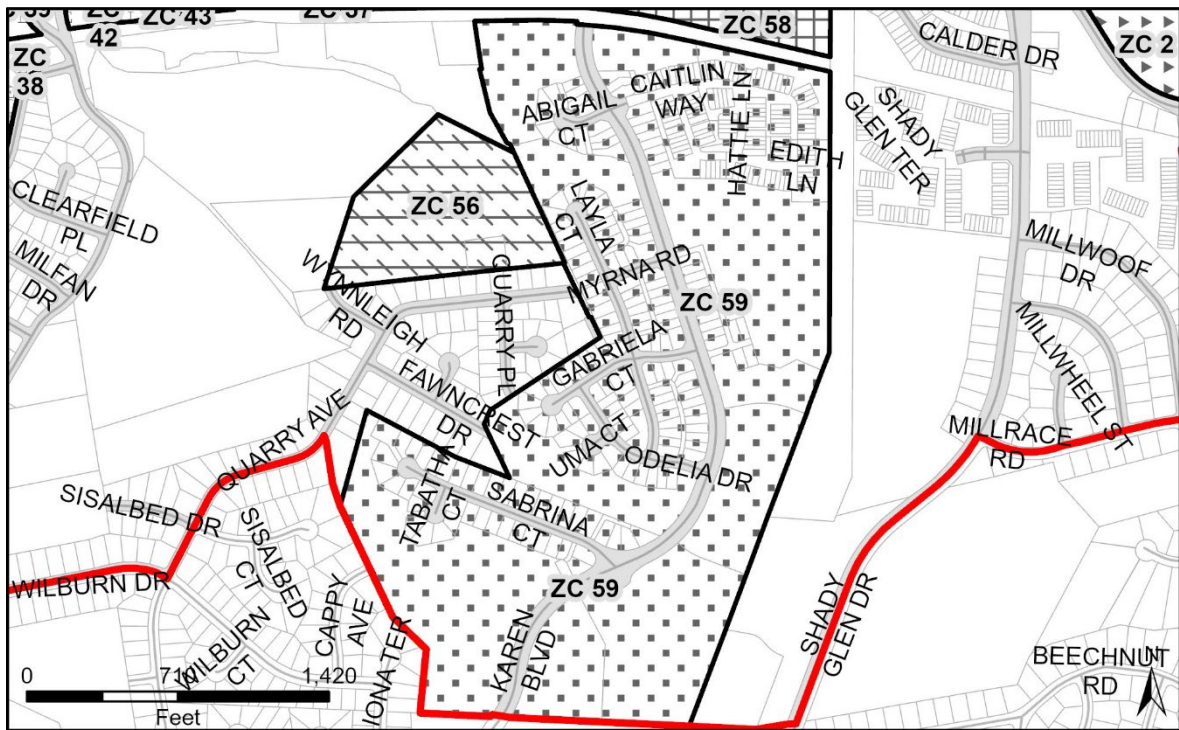 ZC 43
42
ZC
38
ZC 58
ZC 2
CALDER DR
CAITLIN
WAY
ABIGAIL
CT
HATTIE LN
EDITH
LN
SHADY
GLEN TER
CLEARFIELD
PL
MILFAN
DR
ZC 56
LAYLA
CT
MYRNA RD
ZC 59
WYNNLEIGH
RD
QUARRY PL
GABRIELA
CT
MILLWOOF
DR
MILLWHEEL ST
FAWNCREST
DR
UMA CT
ODELIA DR
MILLRACE
RD
QUARRY AVE
SISALBED DR
SISALBED
CT
TABATHA
CT
SABRINA
CT
WILBURN DR
WILBURN
CT
CAPPY
AVE
IONA TER
ZC 59
KAREN
BLVD
SHADY
GLEN DR
BEECHNUT
RD
N
0 710 1,420
Feet